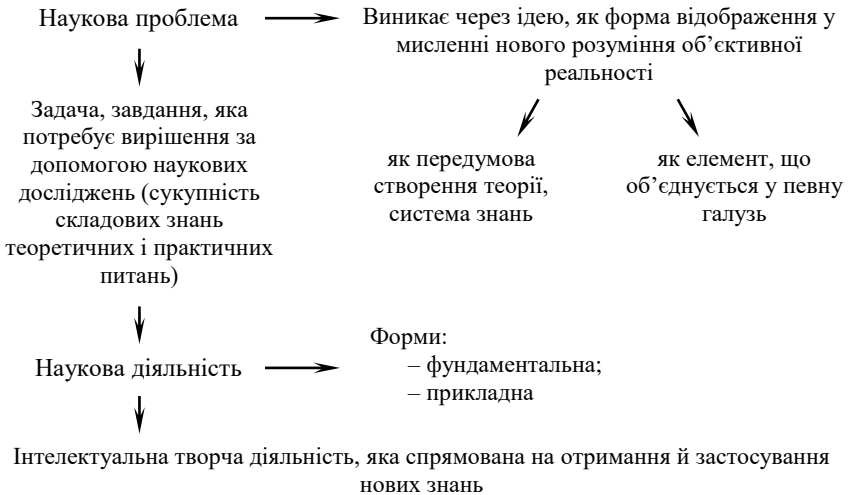 Наукова проблема
Виникає через ідею, як форма відображення у
мисленні нового розуміння об’єктивної
реальності
Задача, завдання, яка
потребує вирішення за
допомогою наукових
досліджень (сукупність
складових знань
теоретичних і практичних
питань)
як передумова
створення теорії,
система знань
як елемент, що
об’єднується у певну
галузь
Наукова діяльність
Форми:
– фундаментальна;
– прикладна
Інтелектуальна творча діяльність, яка спрямована на отримання й застосування
нових знань